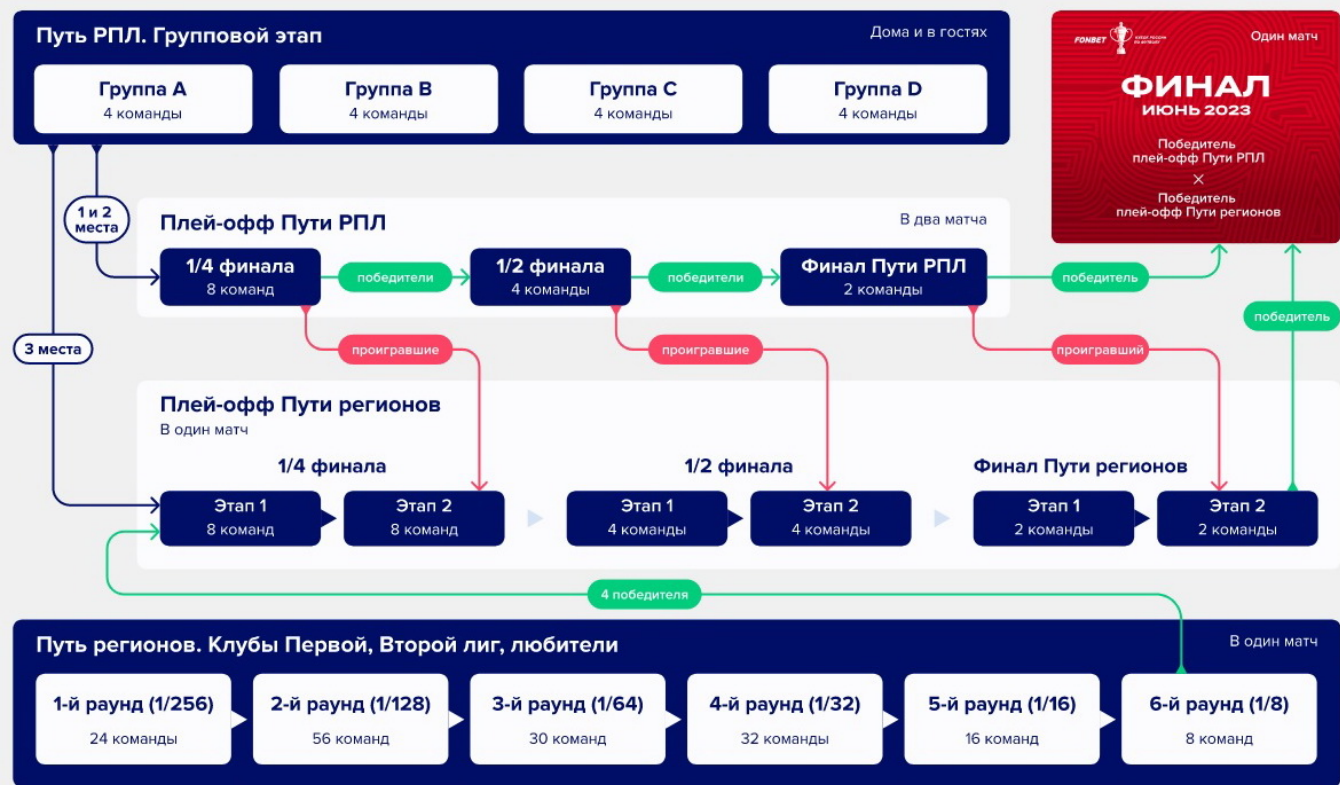 Путь РПЛ. Групповой этап
Дома и в гостях
Группа A
4 команды
Группа B
4 команды
Группа C
4 команды
Группа D
4 команды
FONBET
КУБОК РОССИИ
ПО ФУТБОЛУ
Один матч
ФИНАЛ
ИЮНЬ 2023
Победитель
плей-офф Пути РПЛ
×
Победитель
плей-офф Пути регионов
1 и 2
места
Плей-офф Пути РПЛ
В два матча
1/4 финала
8 команд
победители
1/2 финала
4 команды
победители
Финал Пути РПЛ
2 команды
победитель
победитель
3 места
проигравшие
проигравшие
проигравший
Плей-офф Пути регионов
В один матч
1/4 финала
1/2 финала
Финал Пути регионов
Этап 1
8 команд
Этап 2
8 команд
Этап 1
4 команды
Этап 2
4 команды
Этап 1
2 команды
Этап 2
2 команды
4 победителя
Путь регионов. Клубы Первой, Второй лиг, любители
В один матч
1-й раунд (1/256)
24 команды
2-й раунд (1/128)
56 команд
3-й раунд (1/64)
30 команд
4-й раунд (1/32)
32 команды
5-й раунд (1/16)
16 команд
6-й раунд (1/8)
8 команд